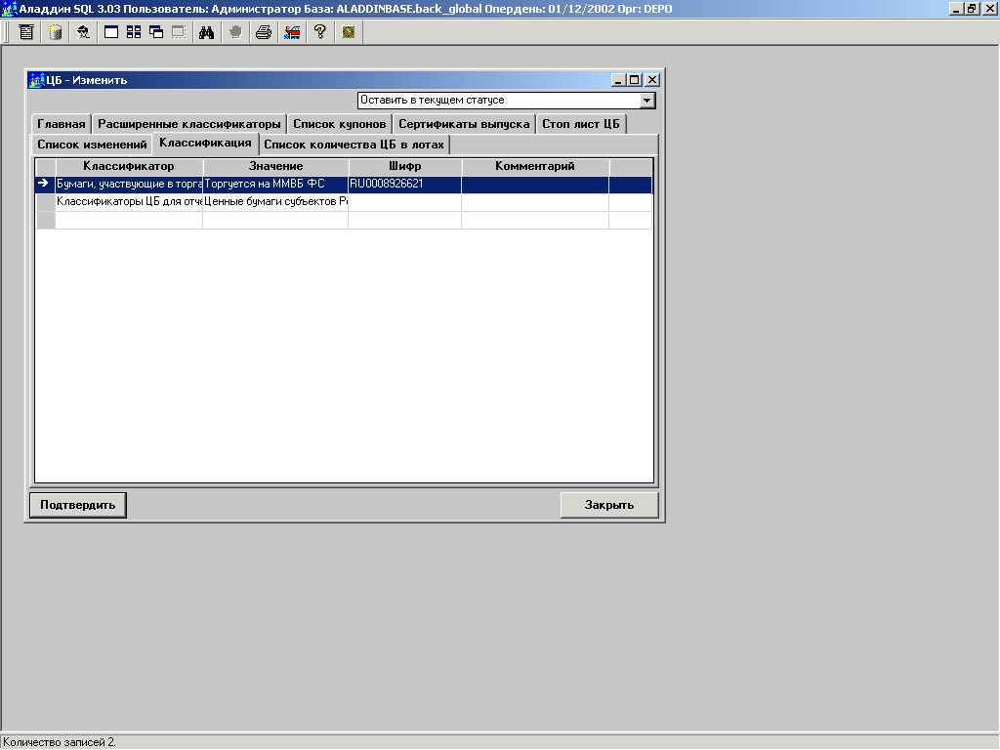 Аладдин SQL 3.03 Пользователь: Администратор База: ALADDINBASE.back_global Опердень: 01/12/2002 Орг: DEPO
ЦБ - Изменить
Оставить в текущем статусе
Главная Расширенные классификаторы Список купонов Сертификаты выпуска Стоп лист ЦБ
Список изменений Классификация Список количества ЦБ в лотах
Классификатор Значение Шифр Комментарий
Бумаги, участвующие в торга Торгуется на ММВБ ФС RU0008926621
Классификаторы ЦБ для отче Ценные бумаги субъектов Р
Подтвердить Закрыть
Количество записей 2.